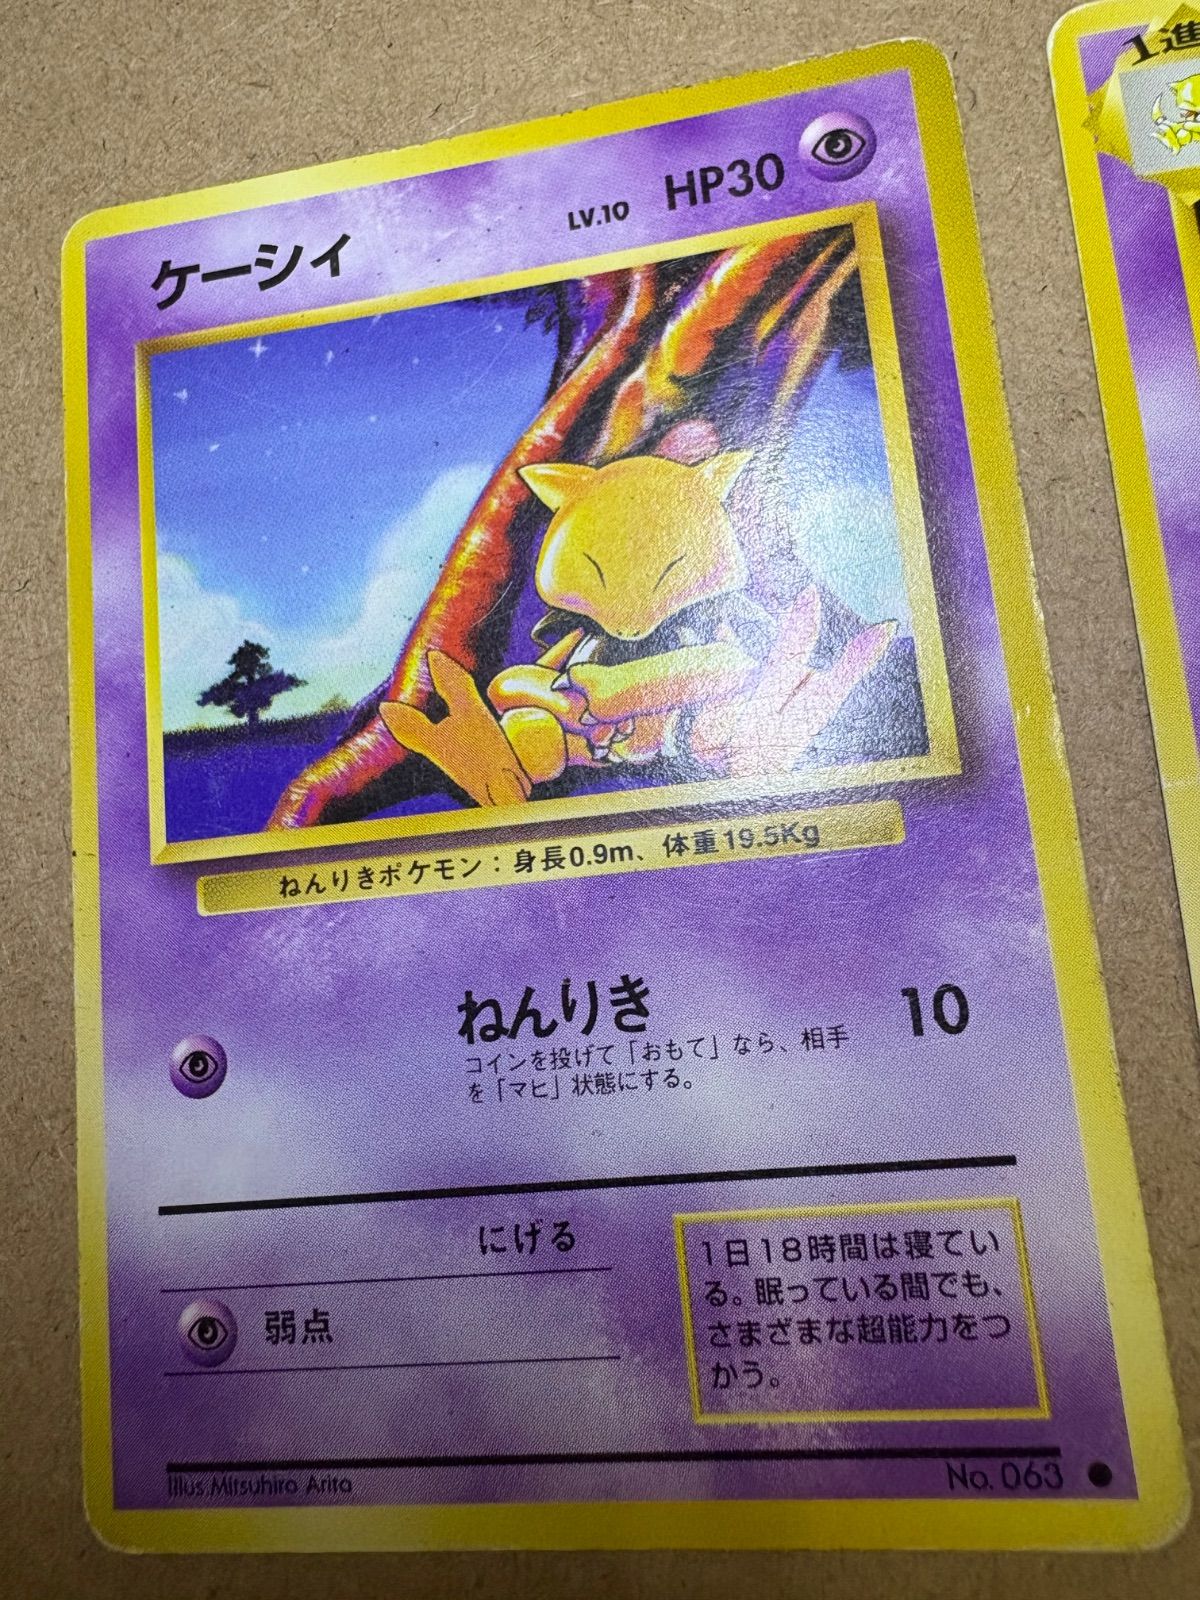 ケーシィ LV.10 HP30
ねんりきポケモン：身長0.9m、体重19.5Kg
ねんりき 10
コインを投げて「おもて」なら、相手
を「マヒ」状態にする。
にげる
弱点
1日18時間は寝てい
る。眠っている間でも、
さまざまな超能力をつ
かう。
Illus.Mitsuhiro Arita
No. 063
1進